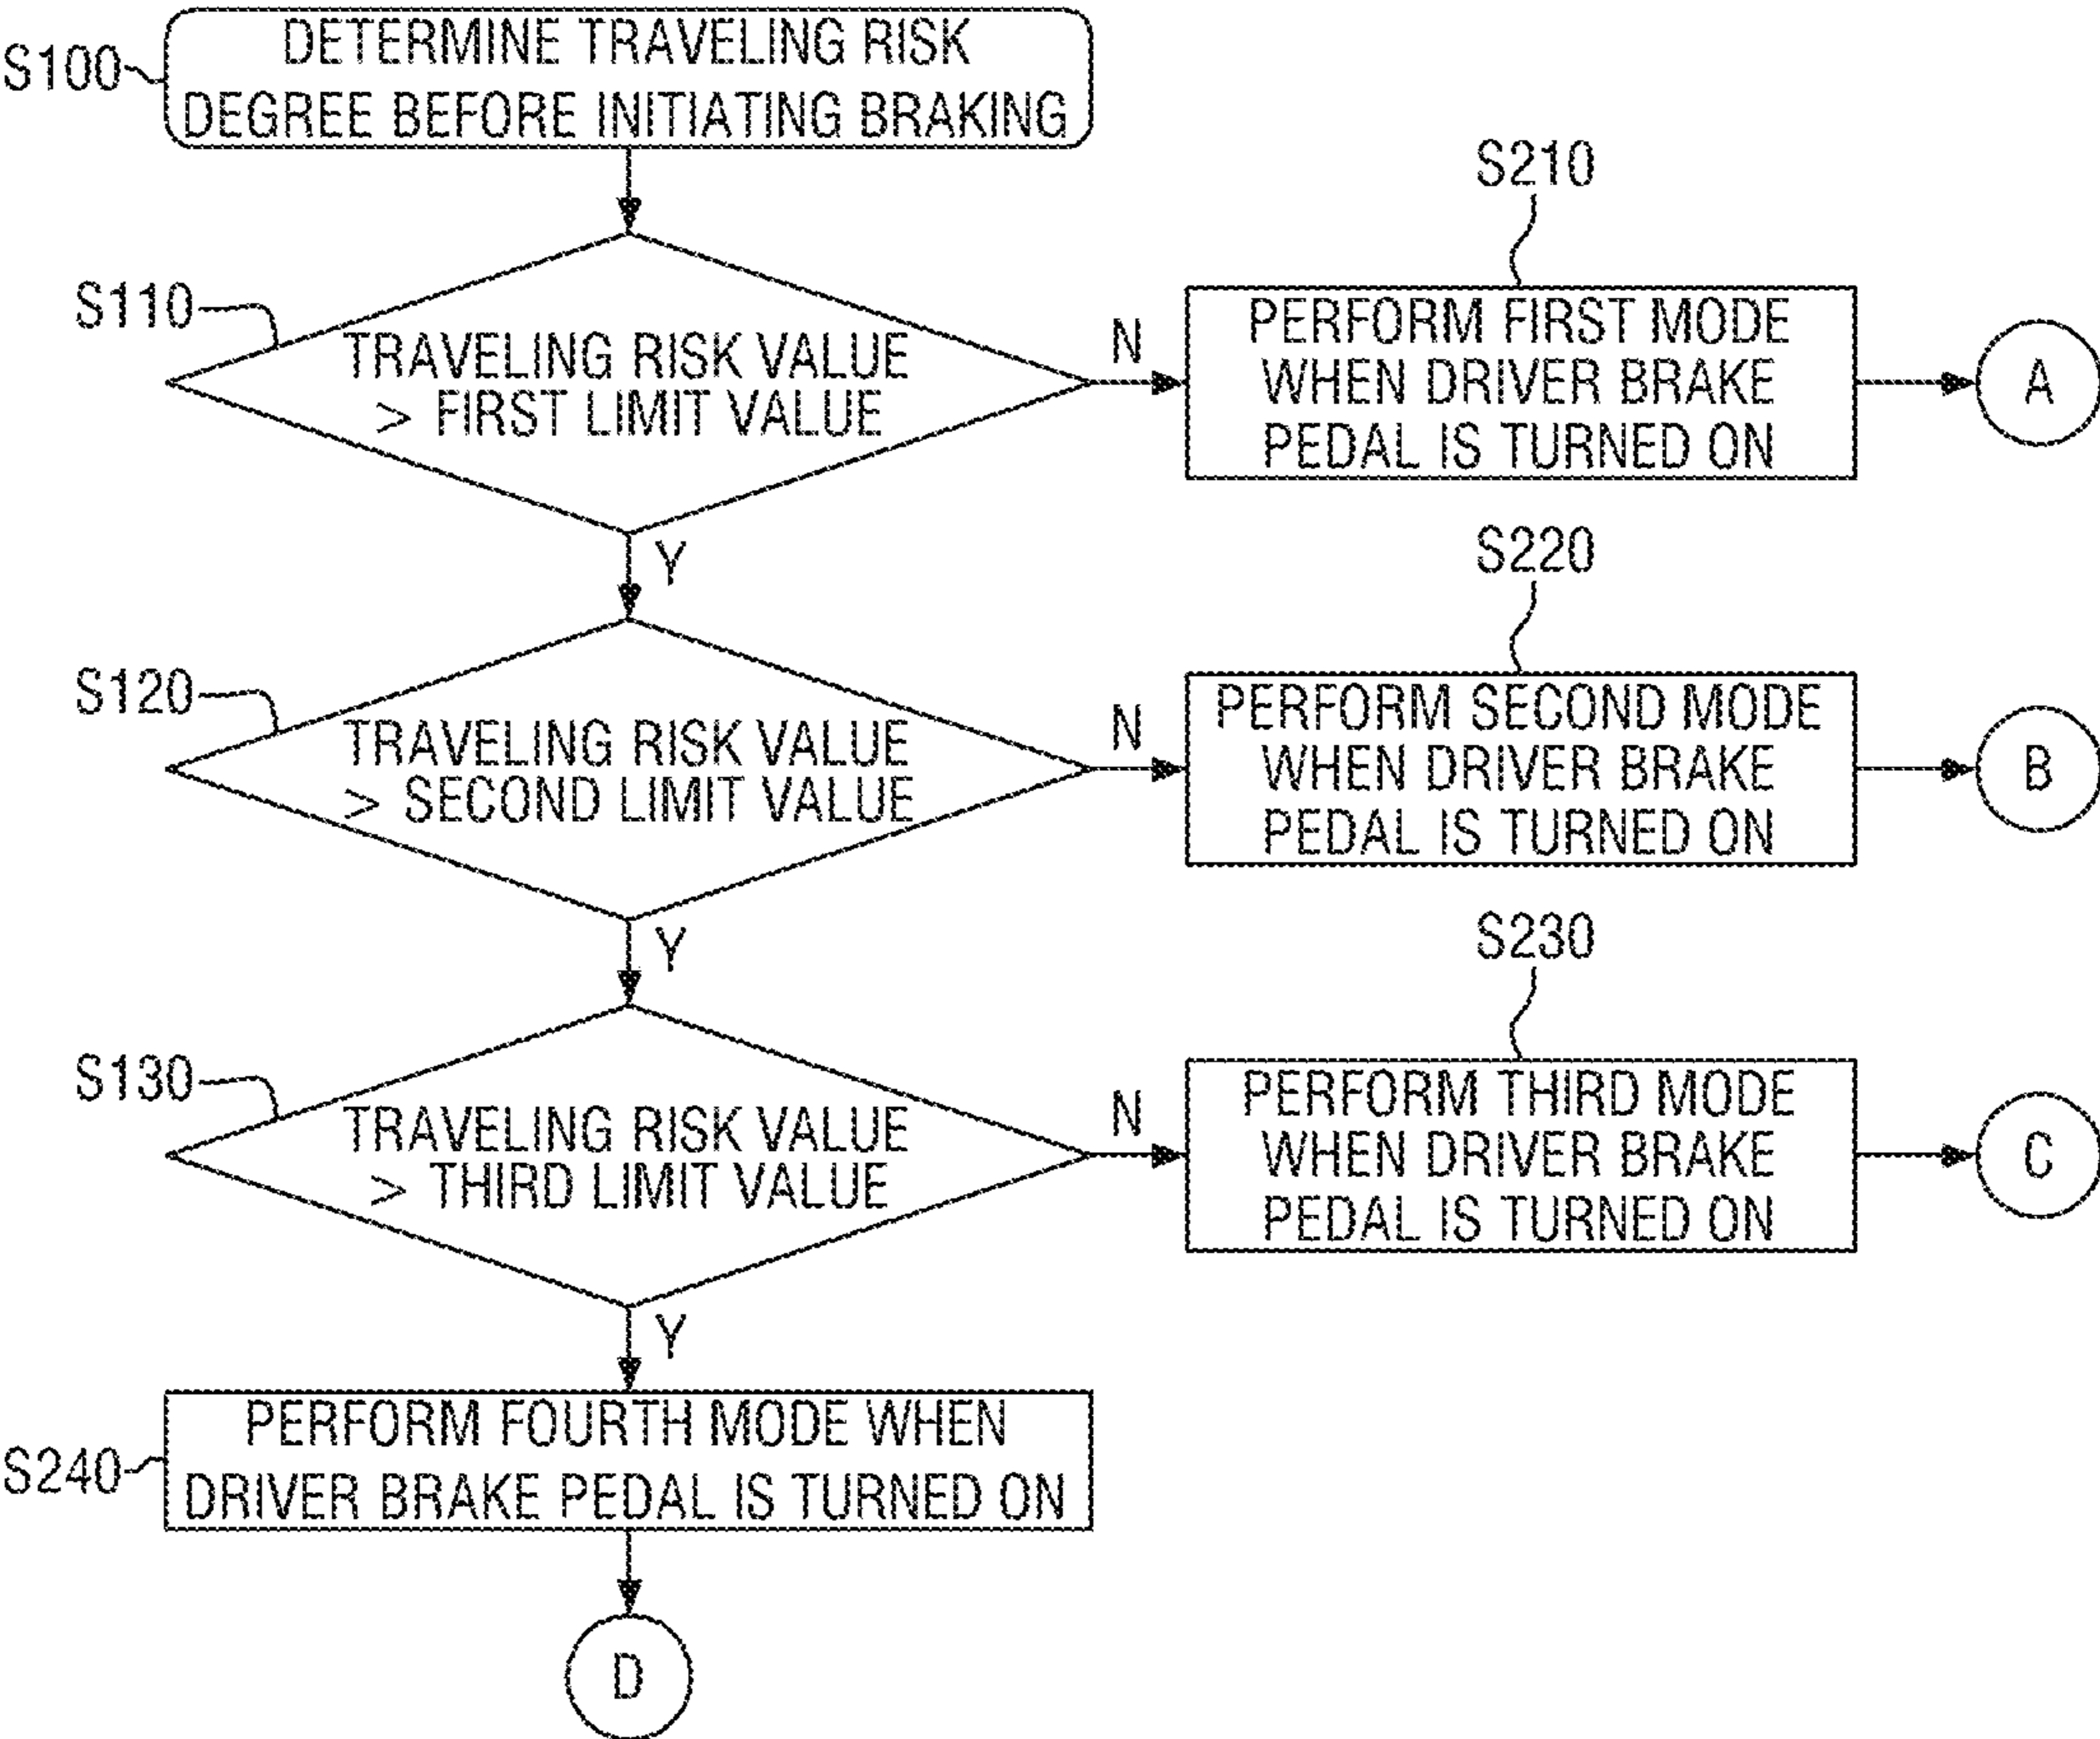 S100
DETERMINE TRAVELING RISK
DEGREE BEFORE INITIATING BRAKING
S110
TRAVELING RISK VALUE
> FIRST LIMIT VALUE
N
Y
S210
PERFORM FIRST MODE
WHEN DRIVER BRAKE
PEDAL IS TURNED ON
A
S120
TRAVELING RISK VALUE
> SECOND LIMIT VALUE
N
Y
S220
PERFORM SECOND MODE
WHEN DRIVER BRAKE
PEDAL IS TURNED ON
B
S130
TRAVELING RISK VALUE
> THIRD LIMIT VALUE
N
Y
S230
PERFORM THIRD MODE
WHEN DRIVER BRAKE
PEDAL IS TURNED ON
C
S240
PERFORM FOURTH MODE WHEN
DRIVER BRAKE PEDAL IS TURNED ON
D